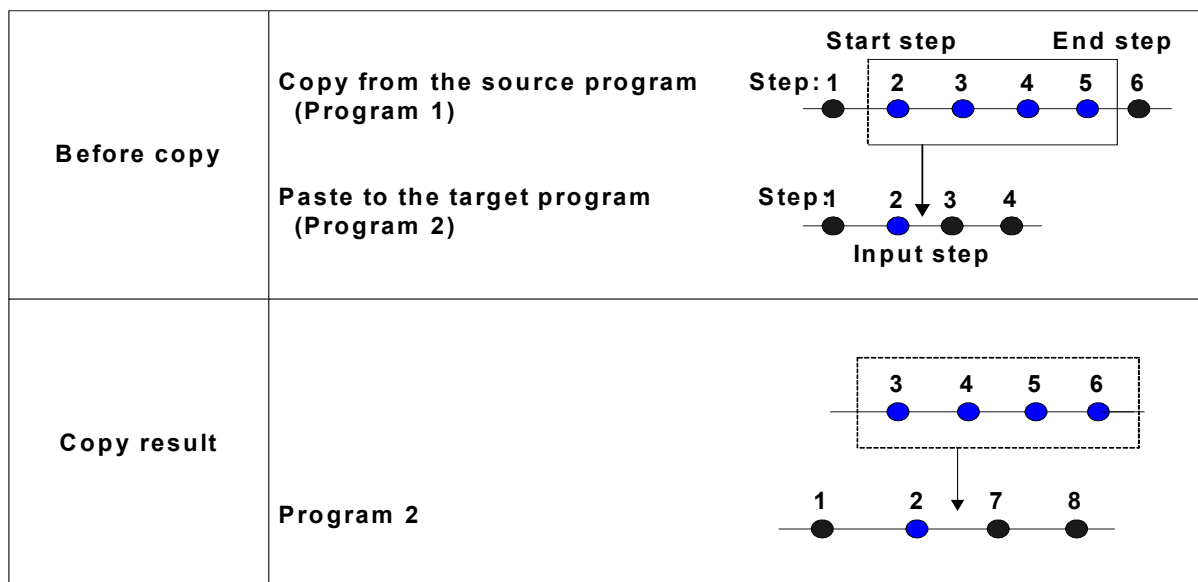 Start step End step
Copy from the source program Step: 1 2 3 4 5 6
(Program 1)
Before copy
Paste to the target program Step: 1 2 3 4
(Program 2)
Input step
3 4 5 6
Copy result
1 2 7 8
Program 2